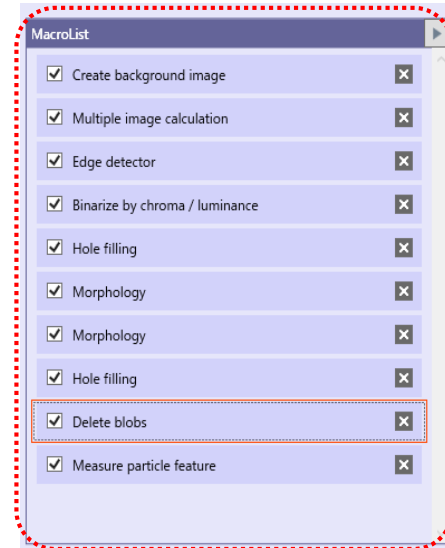 MacroList
Create background image
Multiple image calculation
Edge detector
Binarize by chroma / luminance
Hole filling
Morphology
Morphology
Hole filling
Delete blobs
Measure particle feature